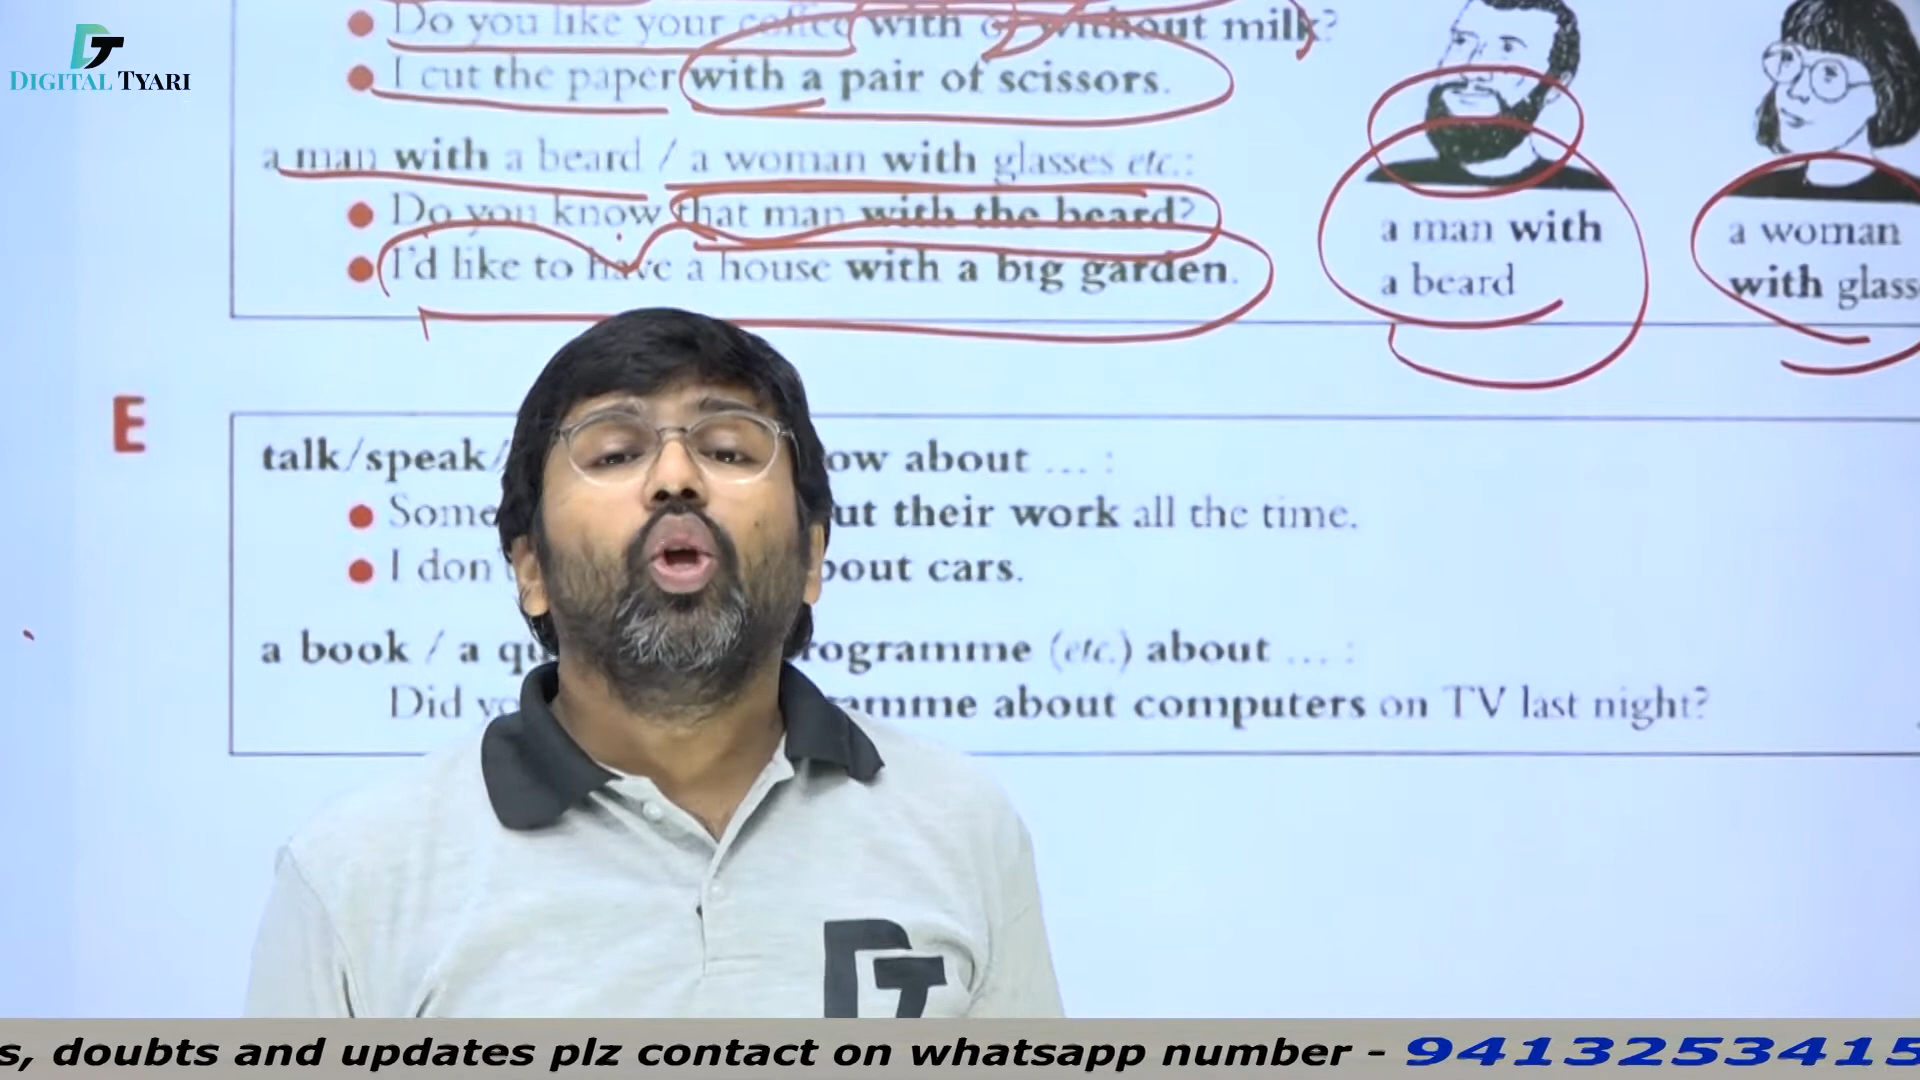 DIGITAL TYARI
Do you like your coffee with or without milk?
I cut the paper with a pair of scissors.
a man with a beard / a woman with glasses etc.:
Do you know that man with the beard?
I'd like to have a house with a big garden.
a man with
a beard
a woman
with glass
E
talk/speak/ ow about ... :
Some ut their work all the time.
I don't bout cars.
a book / a qu rogramme (etc.) about ... :
Did yo amme about computers on TV last night?
DT
s, doubts and updates plz contact on whatsapp number - 9413253415